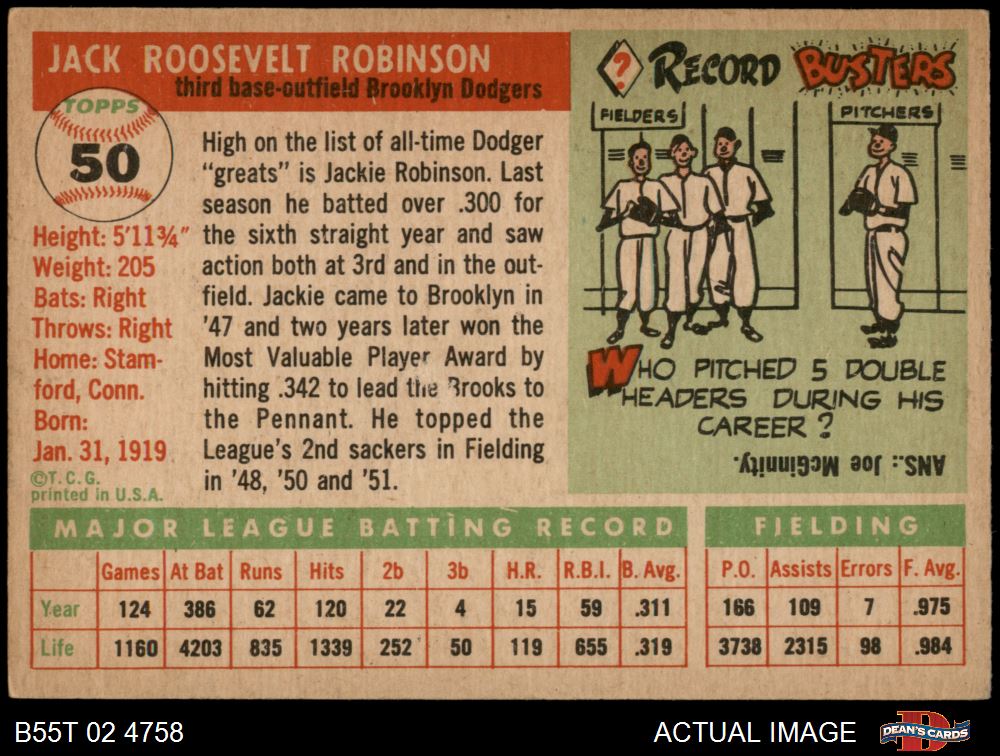 JACK ROOSEVELT ROBINSON
third base-outfield Brooklyn Dodgers
TOPPS
50
Height: 5'11¾"
Weight: 205
Bats: Right
Throws: Right
Home: Stam-
ford, Conn.
Born:
Jan. 31, 1919
©T.C.G.
printed in U.S.A.
High on the list of all-time Dodger
"greats" is Jackie Robinson. Last
season he batted over .300 for
the sixth straight year and saw
action both at 3rd and in the out-
field. Jackie came to Brooklyn in
'47 and two years later won the
Most Valuable Player Award by
hitting .342 to lead the Brooks to
the Pennant. He topped the
League's 2nd sackers in Fielding
in '48, '50 and '51.
? RECORD BUSTERS
FIELDERS
PITCHERS
WHO PITCHED 5 DOUBLE
HEADERS DURING HIS
CAREER?
ANS.: Joe McGinnity.
MAJOR LEAGUE BATTING RECORD
Games At Bat Runs Hits 2b 3b H.R. R.B.I. B. Avg.
Year 124 386 62 120 22 4 15 59 .311
Life 1160 4203 835 1339 252 50 119 655 .319
FIELDING
P.O. Assists Errors F. Avg.
166 109 7 .975
3738 2315 98 .984
B55T 02 4758
ACTUAL IMAGE
D
DEAN'S CARDS